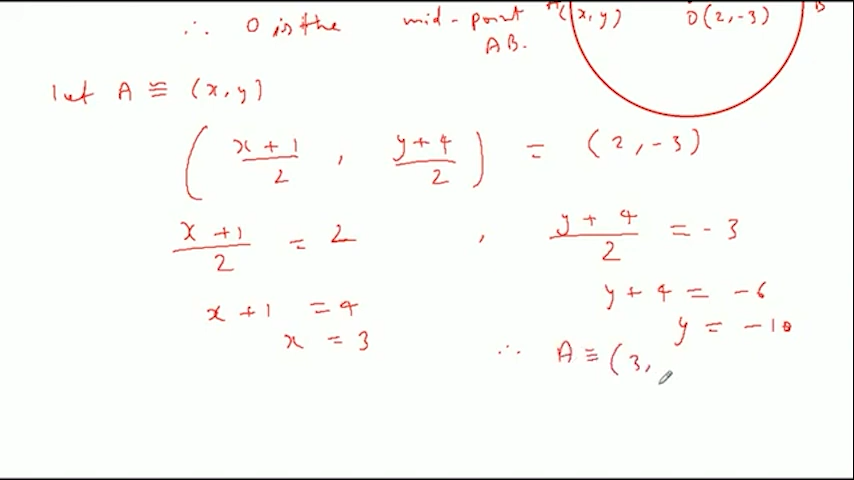 ∴ O is the mid-point AB.
A(x, y) O(2, -3) B
let A ≡ (x, y)
( x + 1 / 2 , y + 4 / 2 ) = (2, -3)
x + 1 / 2 = 2 , y + 4 / 2 = - 3
x + 1 = 4 y + 4 = -6
x = 3 y = -10
∴ A ≡ (3,